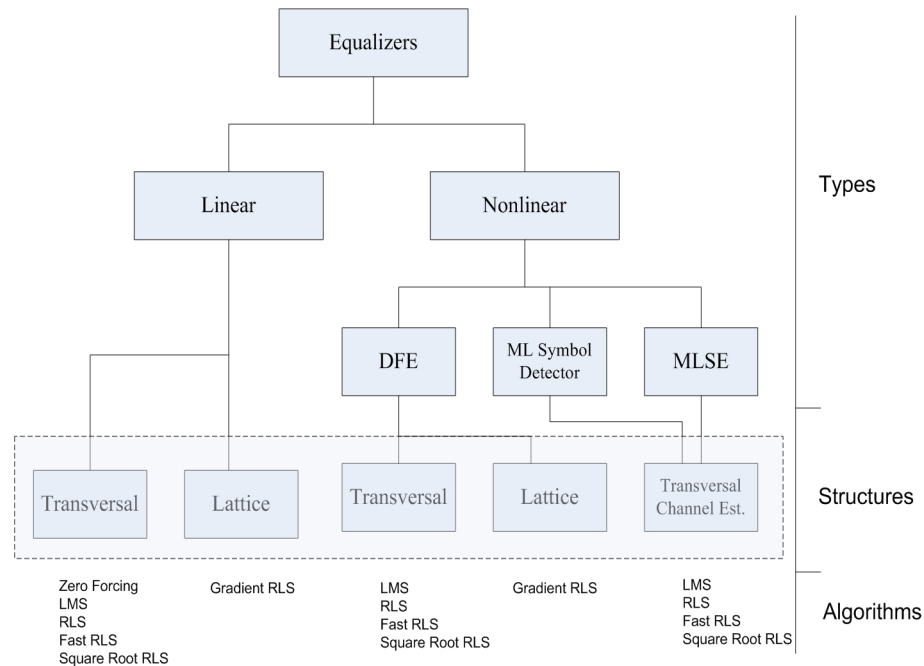 Equalizers
Types
Linear
Nonlinear
DFE
ML Symbol
Detector
MLSE
Structures
Transversal
Lattice
Transversal
Lattice
Transversal
Channel Est.
Algorithms
Zero Forcing
LMS
RLS
Fast RLS
Square Root RLS
Gradient RLS
LMS
RLS
Fast RLS
Square Root RLS
Gradient RLS
LMS
RLS
Fast RLS
Square Root RLS